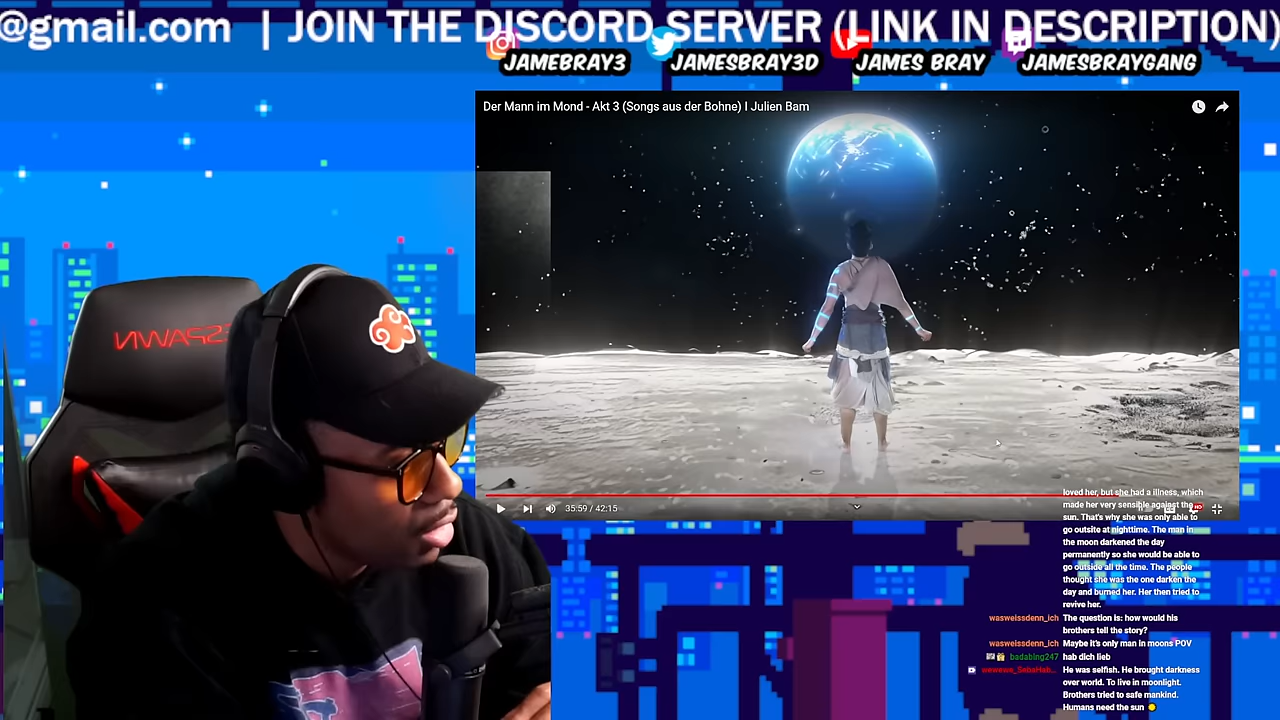 @gmail.com | JOIN THE DISCORD SERVER (LINK IN DESCRIPTION)
JAMEBRAY3 JAMESBRAY3D JAMES BRAY JAMESBRAYGANG
Der Mann im Mond - Akt 3 (Songs aus der Bohne) I Julien Bam
35:59 / 42:15
loved her, but she had a illness, which
made her very sensible against the
sun. That's why she was only able to
go outsite at nighttime. The man in
the moon darkened the day
permanently so she would be able to
go outside all the time. The people
thought she was the one darken the
day and burned her. Her then tried to
revive her.
wasweissdenn_ich The question is: how would his
brothers tell the story?
wasweissdenn_ich Maybe it's only man in moons POV
badabing247 hab dich lieb
He was selfish. He brought darkness
over world. To live in moonlight.
Brothers tried to safe mankind.
Humans need the sun